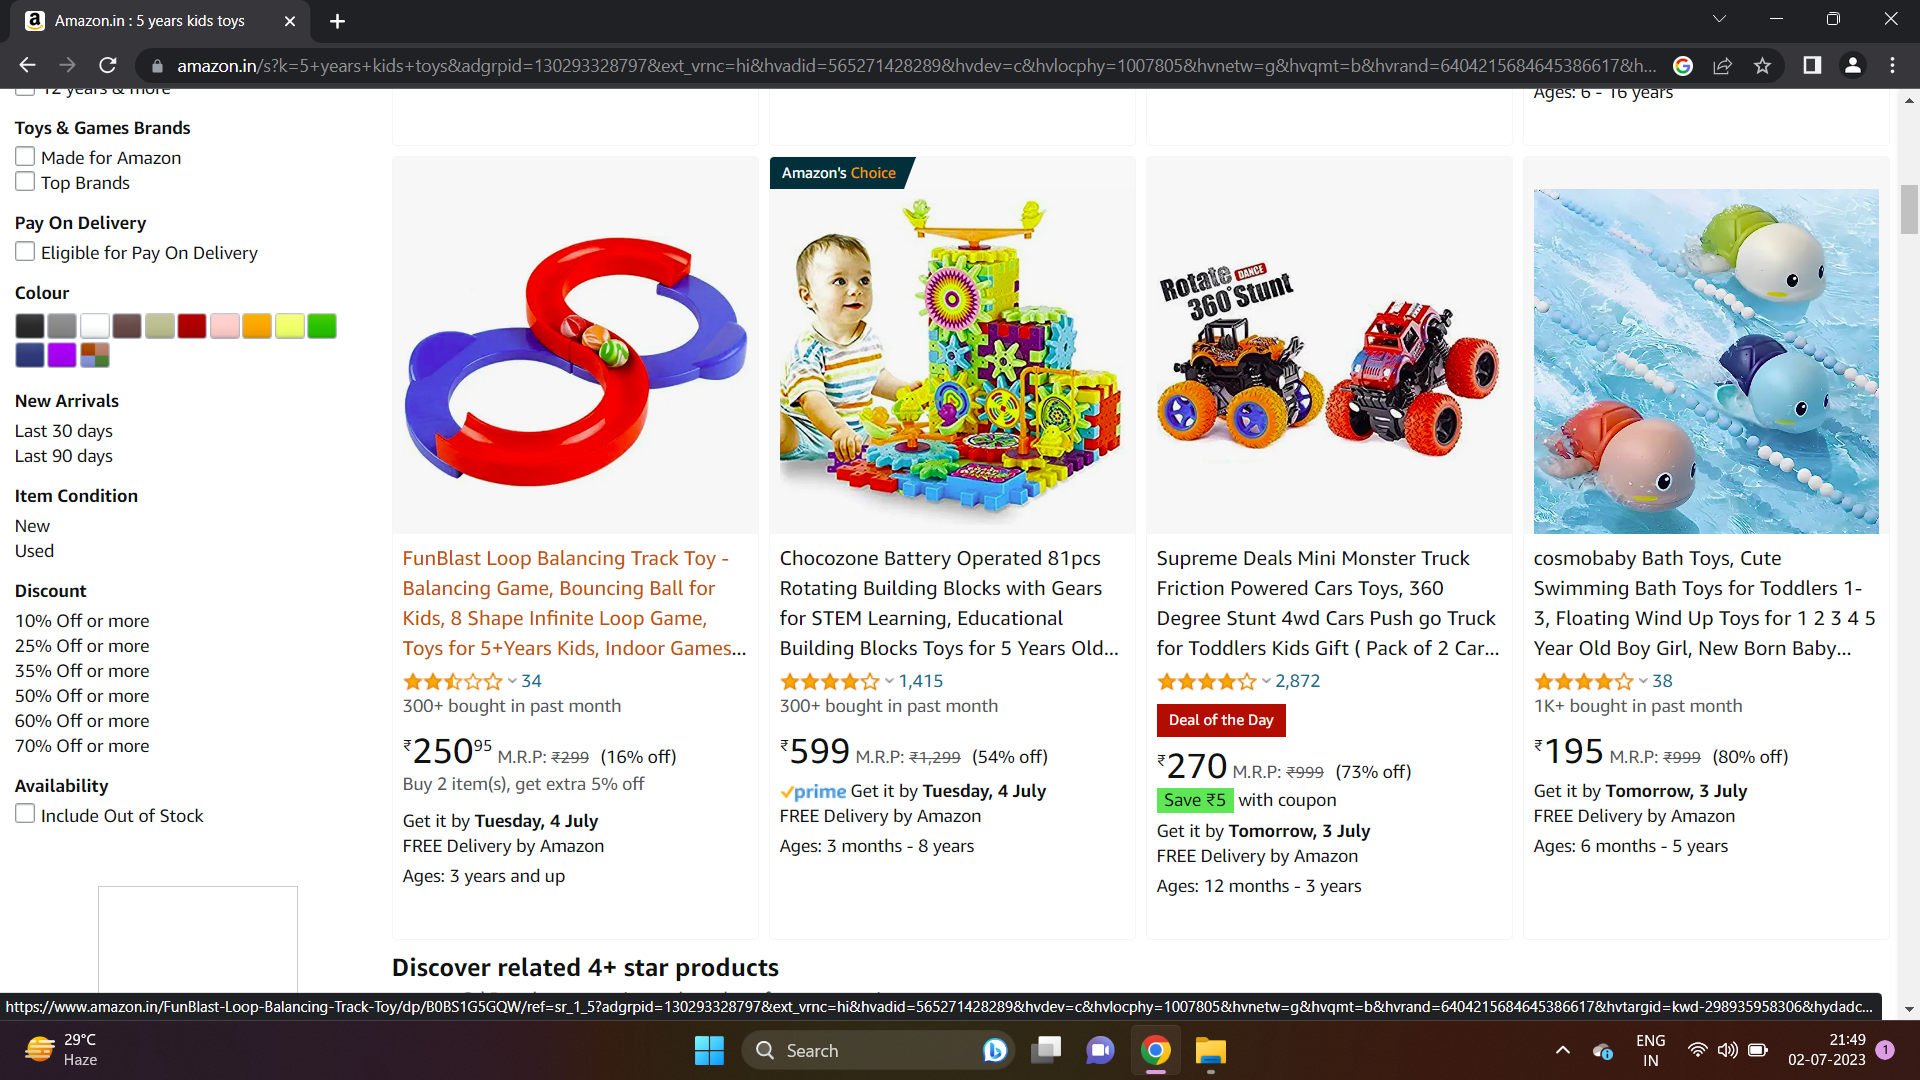 Amazon.in : 5 years kids toys
amazon.in/s?k=5+years+kids+toys&adgrpid=130293328797&ext_vrnc=hi&hvadid=565271428289&hvdev=c&hvlocphy=1007805&hvnetw=g&hvqmt=b&hvrand=6404215684645386617&h...
12 years & more
Toys & Games Brands
Made for Amazon
Top Brands
Pay On Delivery
Eligible for Pay On Delivery
Colour
New Arrivals
Last 30 days
Last 90 days
Item Condition
New
Used
Discount
10% Off or more
25% Off or more
35% Off or more
50% Off or more
60% Off or more
70% Off or more
Availability
Include Out of Stock
Ages: 6 - 16 years
FunBlast Loop Balancing Track Toy -
Balancing Game, Bouncing Ball for
Kids, 8 Shape Infinite Loop Game,
Toys for 5+Years Kids, Indoor Games...
34
300+ bought in past month
₹25095 M.R.P: ₹299 (16% off)
Buy 2 item(s), get extra 5% off
Get it by Tuesday, 4 July
FREE Delivery by Amazon
Ages: 3 years and up
Amazon's Choice
Chocozone Battery Operated 81pcs
Rotating Building Blocks with Gears
for STEM Learning, Educational
Building Blocks Toys for 5 Years Old...
1,415
300+ bought in past month
₹599 M.R.P: ₹1,299 (54% off)
prime Get it by Tuesday, 4 July
FREE Delivery by Amazon
Ages: 3 months - 8 years
Rotate DANCE
360° Stunt
Supreme Deals Mini Monster Truck
Friction Powered Cars Toys, 360
Degree Stunt 4wd Cars Push go Truck
for Toddlers Kids Gift ( Pack of 2 Car...
2,872
Deal of the Day
₹270 M.R.P: ₹999 (73% off)
Save ₹5 with coupon
Get it by Tomorrow, 3 July
FREE Delivery by Amazon
Ages: 12 months - 3 years
cosmobaby Bath Toys, Cute
Swimming Bath Toys for Toddlers 1-
3, Floating Wind Up Toys for 1 2 3 4 5
Year Old Boy Girl, New Born Baby...
38
1K+ bought in past month
₹195 M.R.P: ₹999 (80% off)
Get it by Tomorrow, 3 July
FREE Delivery by Amazon
Ages: 6 months - 5 years
Discover related 4+ star products
https://www.amazon.in/FunBlast-Loop-Balancing-Track-Toy/dp/B0BS1G5GQW/ref=sr_1_5?adgrpid=130293328797&ext_vrnc=hi&hvadid=565271428289&hvdev=c&hvlocphy=1007805&hvnetw=g&hvqmt=b&hvrand=6404215684645386617&hvtargid=kwd-298935958306&hydadc...
29°C
Haze
Search
ENG
IN
21:49
02-07-2023
1